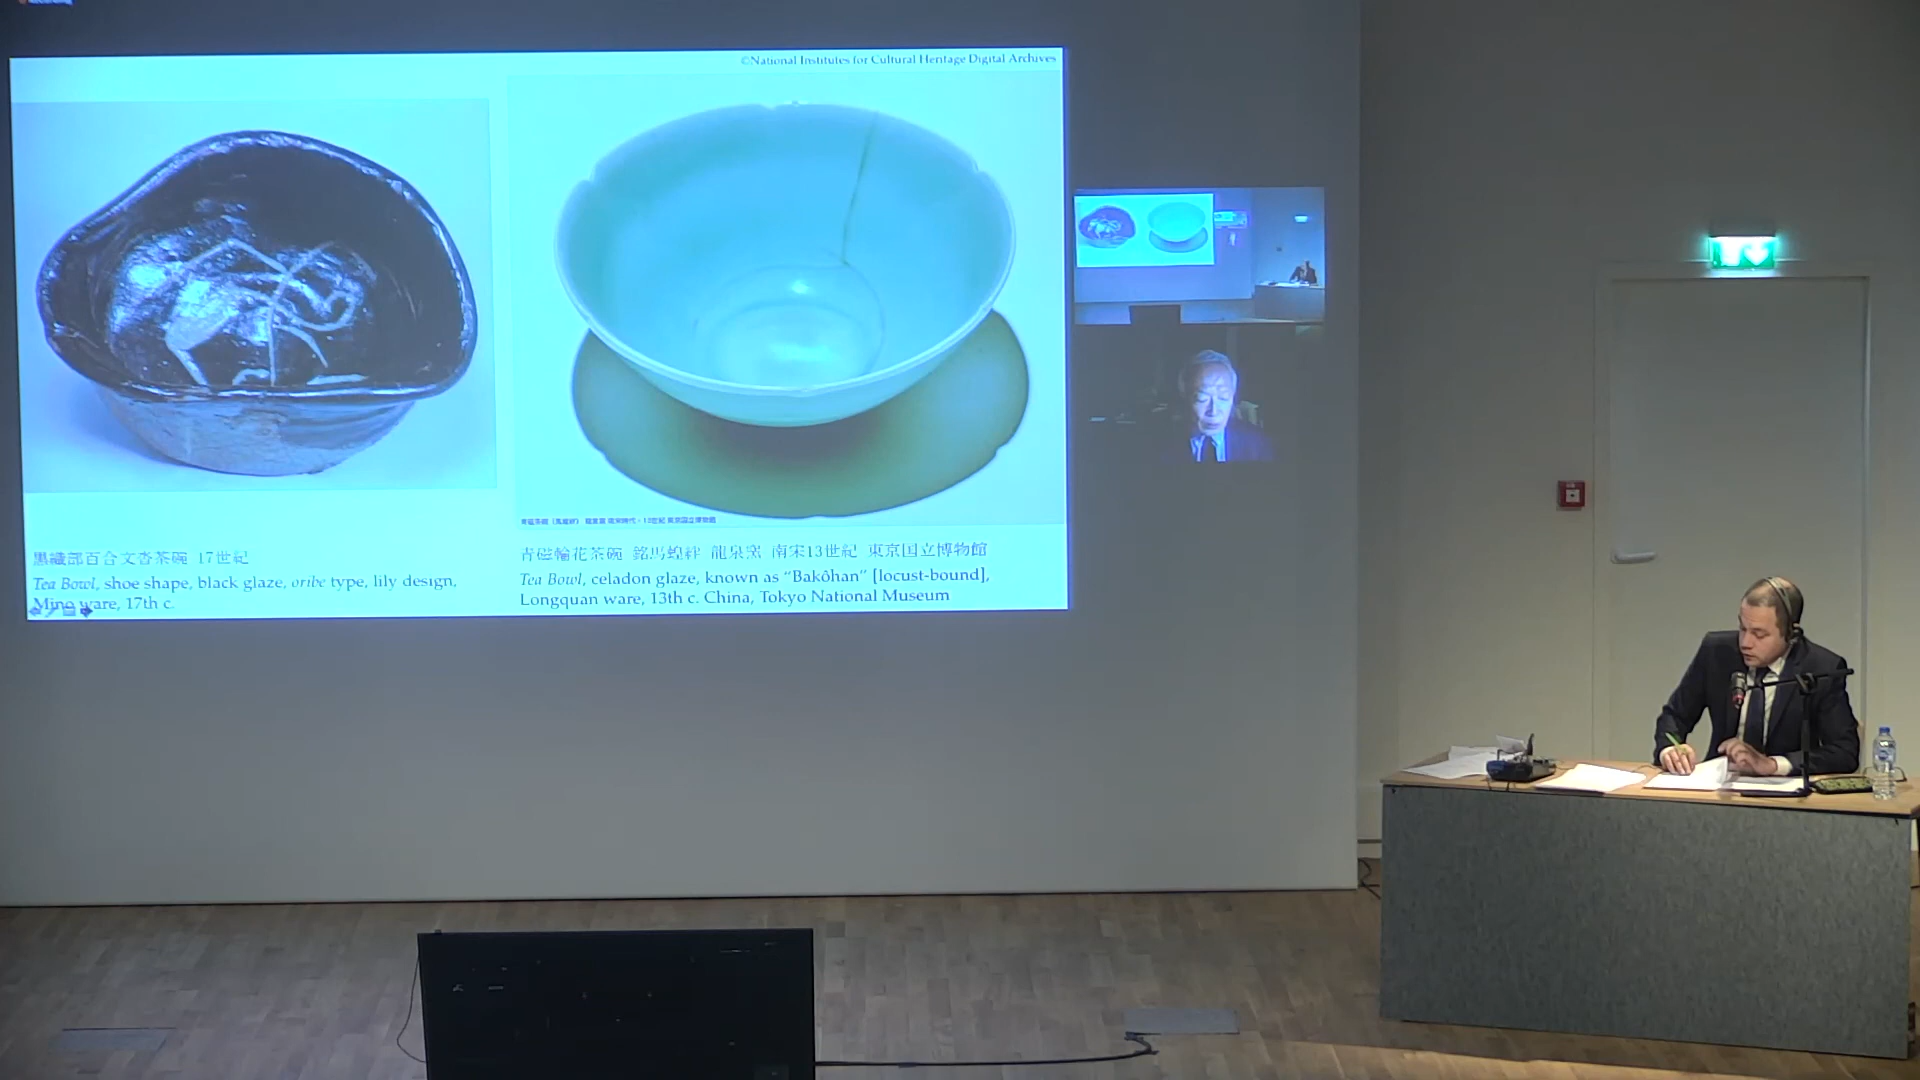 ©National Institutes for Cultural Heritage Digital Archives
黒織部百合文沓茶碗 17世紀
Tea Bowl, shoe shape, black glaze, oribe type, lily design,
Mino ware, 17th c.
青磁輪花茶碗 銘馬蝗絆 龍泉窯 南宋13世紀 東京国立博物館
Tea Bowl, celadon glaze, known as “Bakôhan” [locust-bound],
Longquan ware, 13th c. China, Tokyo National Museum